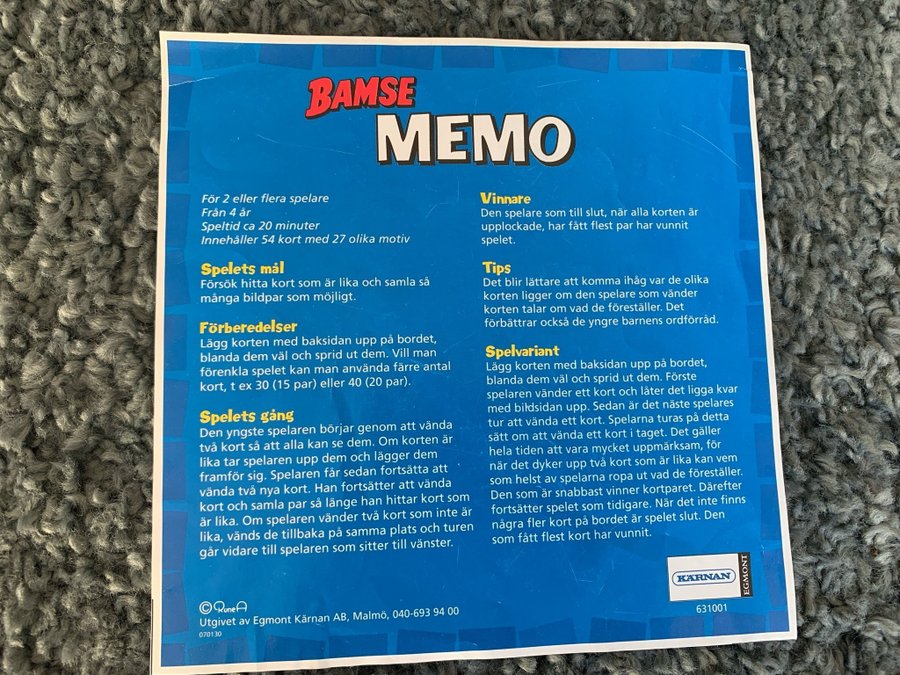 BAMSE
MEMO
För 2 eller flera spelare
Från 4 år
Speltid ca 20 minuter
Innehåller 54 kort med 27 olika motiv
Spelets mål
Försök hitta kort som är lika och samla så
många bildpar som möjligt.
Förberedelser
Lägg korten med baksidan upp på bordet,
blanda dem väl och sprid ut dem. Vill man
förenkla spelet kan man använda färre antal
kort, t ex 30 (15 par) eller 40 (20 par).
Spelets gång
Den yngste spelaren börjar genom att vända
två kort så att alla kan se dem. Om korten är
lika tar spelaren upp dem och lägger dem
framför sig. Spelaren får sedan fortsätta att
vända två nya kort. Han fortsätter att vända
kort och samla par så länge han hittar kort som
är lika. Om spelaren vänder två kort som inte är
lika, vänds de tillbaka på samma plats och turen
går vidare till spelaren som sitter till vänster.
Vinnare
Den spelare som till slut, när alla korten är
upplockade, har fått flest par har vunnit
spelet.
Tips
Det blir lättare att komma ihåg var de olika
korten ligger om den spelare som vänder
korten talar om vad de föreställer. Det
förbättrar också de yngre barnens ordförråd.
Spelvariant
Lägg korten med baksidan upp på bordet,
blanda dem väl och sprid ut dem. Förste
spelaren vänder ett kort och låter det ligga kvar
med bildsidan upp. Sedan är det näste spelares
tur att vända ett kort. Spelarna turas på detta
sätt om att vända ett kort i taget. Det gäller
hela tiden att vara mycket uppmärksam, för
när det dyker upp två kort som är lika kan vem
som helst av spelarna ropa ut vad de föreställer.
Den som är snabbast vinner kortparet. Därefter
fortsätter spelet som tidigare. När det inte finns
några fler kort på bordet är spelet slut. Den
som fått flest kort har vunnit.
KÄRNAN
EGMONT
631001
© Rune A
Utgivet av Egmont Kärnan AB, Malmö, 040-693 94 00
070130